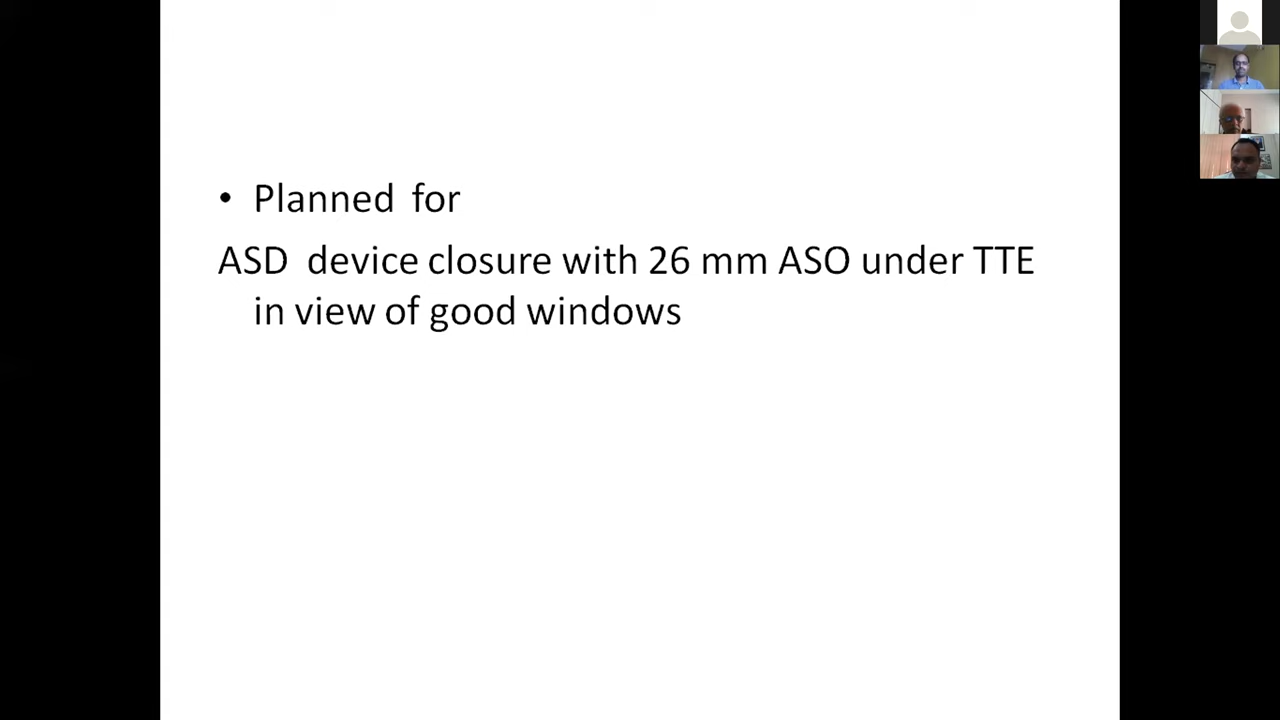 • Planned for
ASD device closure with 26 mm ASO under TTE
in view of good windows